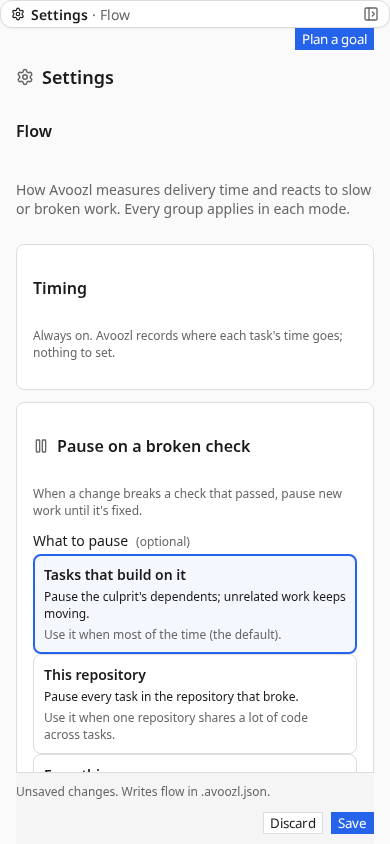 Settings · Flow
Plan a goal
Settings
Flow
How Avoozl measures delivery time and reacts to slow
or broken work. Every group applies in each mode.
Timing
Always on. Avoozl records where each task's time goes;
nothing to set.
Pause on a broken check
When a change breaks a check that passed, pause new
work until it's fixed.
What to pause (optional)
Tasks that build on it
Pause the culprit's dependents; unrelated work keeps
moving.
Use it when most of the time (the default).
This repository
Pause every task in the repository that broke.
Use it when one repository shares a lot of code
across tasks.
Unsaved changes. Writes flow in .avoozl.json.
Discard
Save